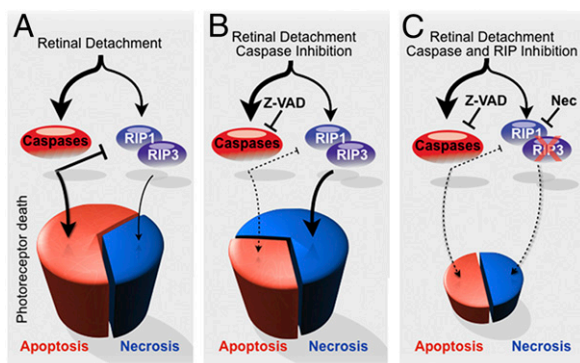 A
Retinal Detachment
Caspases
RIP1
RIP3
Photoreceptor death
Apoptosis
Necrosis
B
Retinal Detachment
Caspase Inhibition
Z-VAD
Caspases
RIP1
RIP3
Apoptosis
Necrosis
C
Retinal Detachment
Caspase and RIP Inhibition
Z-VAD
Nec
Caspases
RIP1
RIP3
Apoptosis
Necrosis